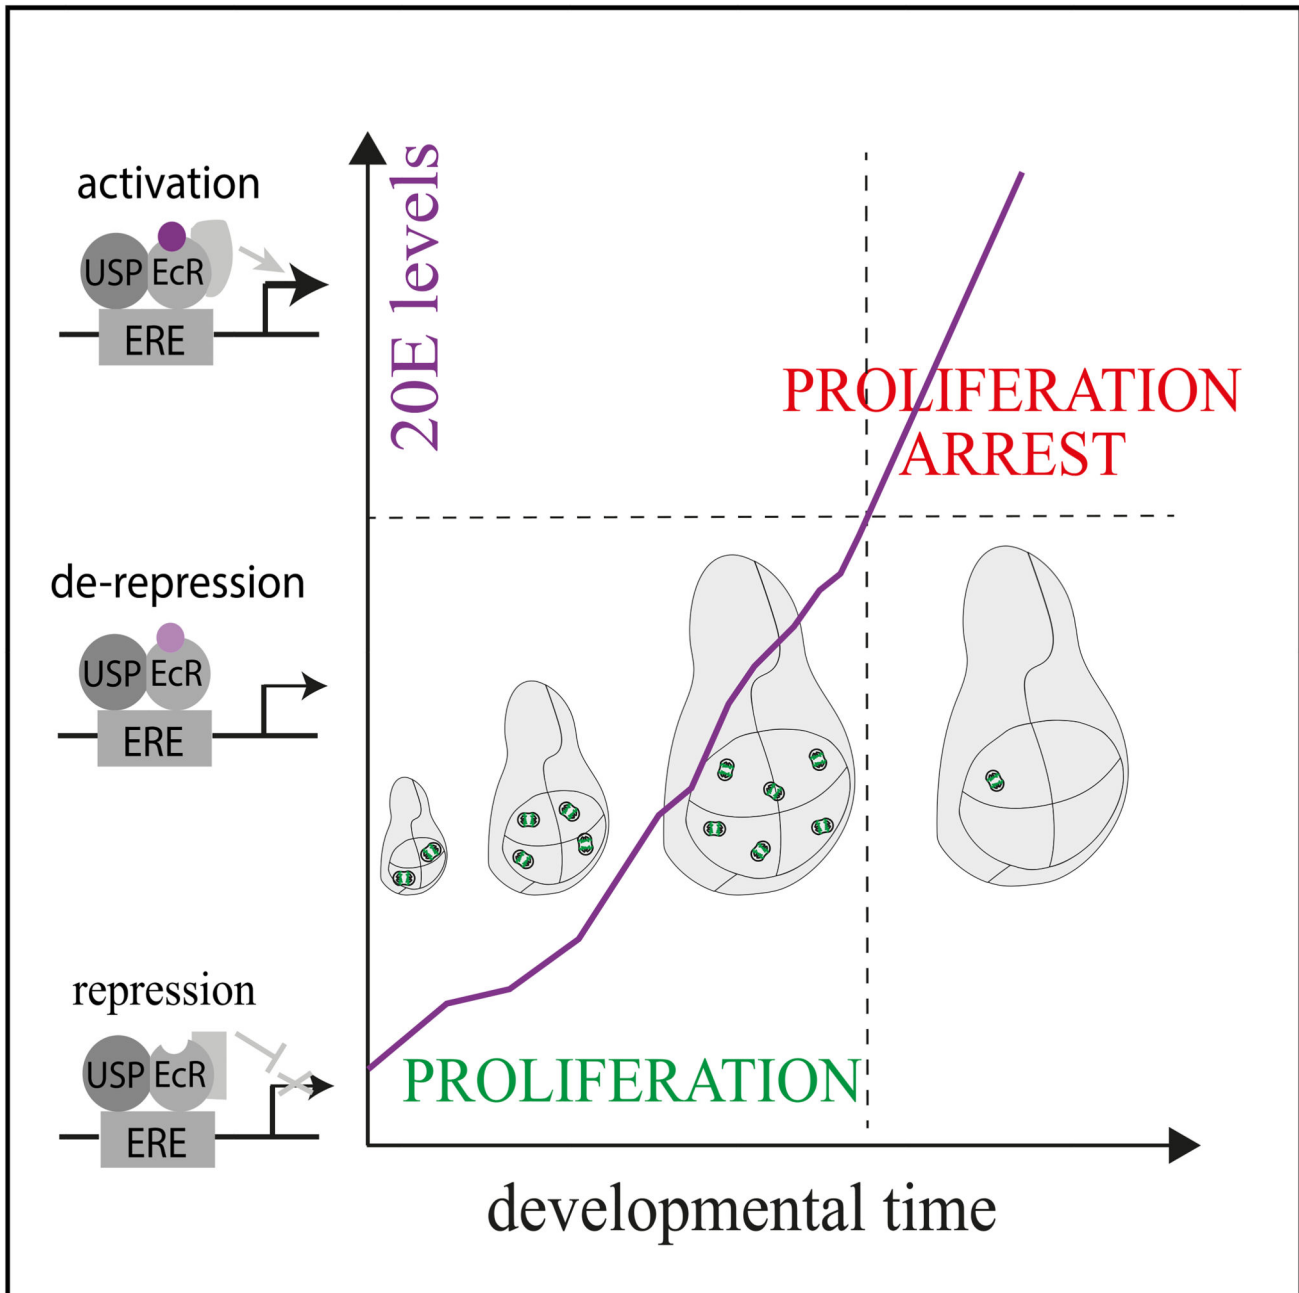 activation
USP EcR
ERE
20E levels
PROLIFERATION
ARREST
de-repression
USP EcR
ERE
repression
USP EcR
ERE
PROLIFERATION
developmental time